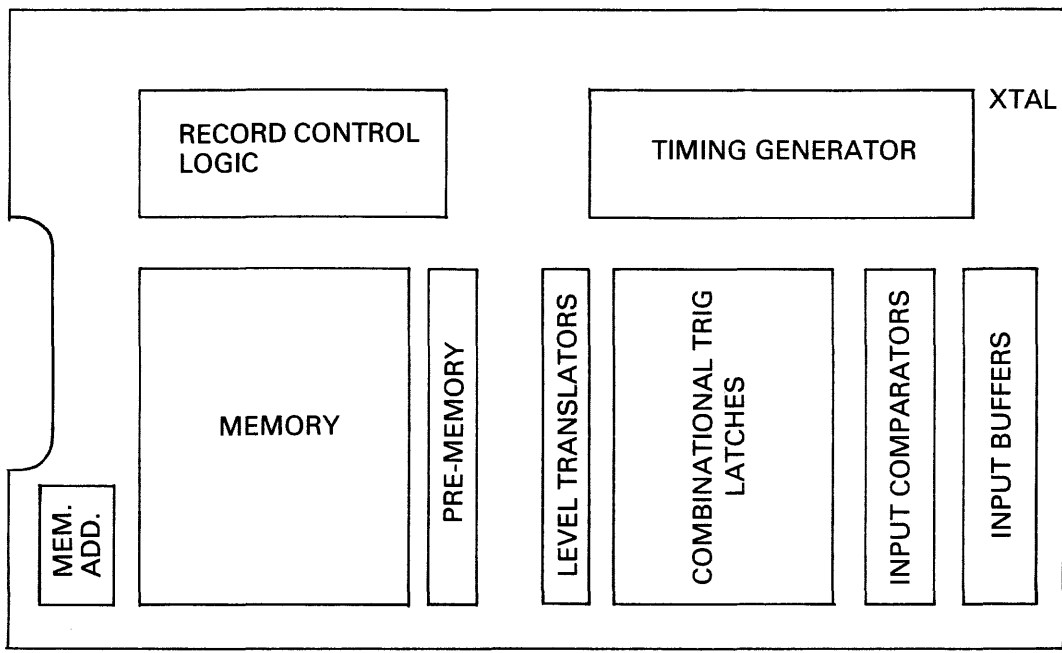 RECORD CONTROL
LOGIC
TIMING GENERATOR
XTAL
MEM.
ADD.
MEMORY
PRE-MEMORY
LEVEL TRANSLATORS
COMBINATIONAL TRIG
LATCHES
INPUT COMPARATORS
INPUT BUFFERS